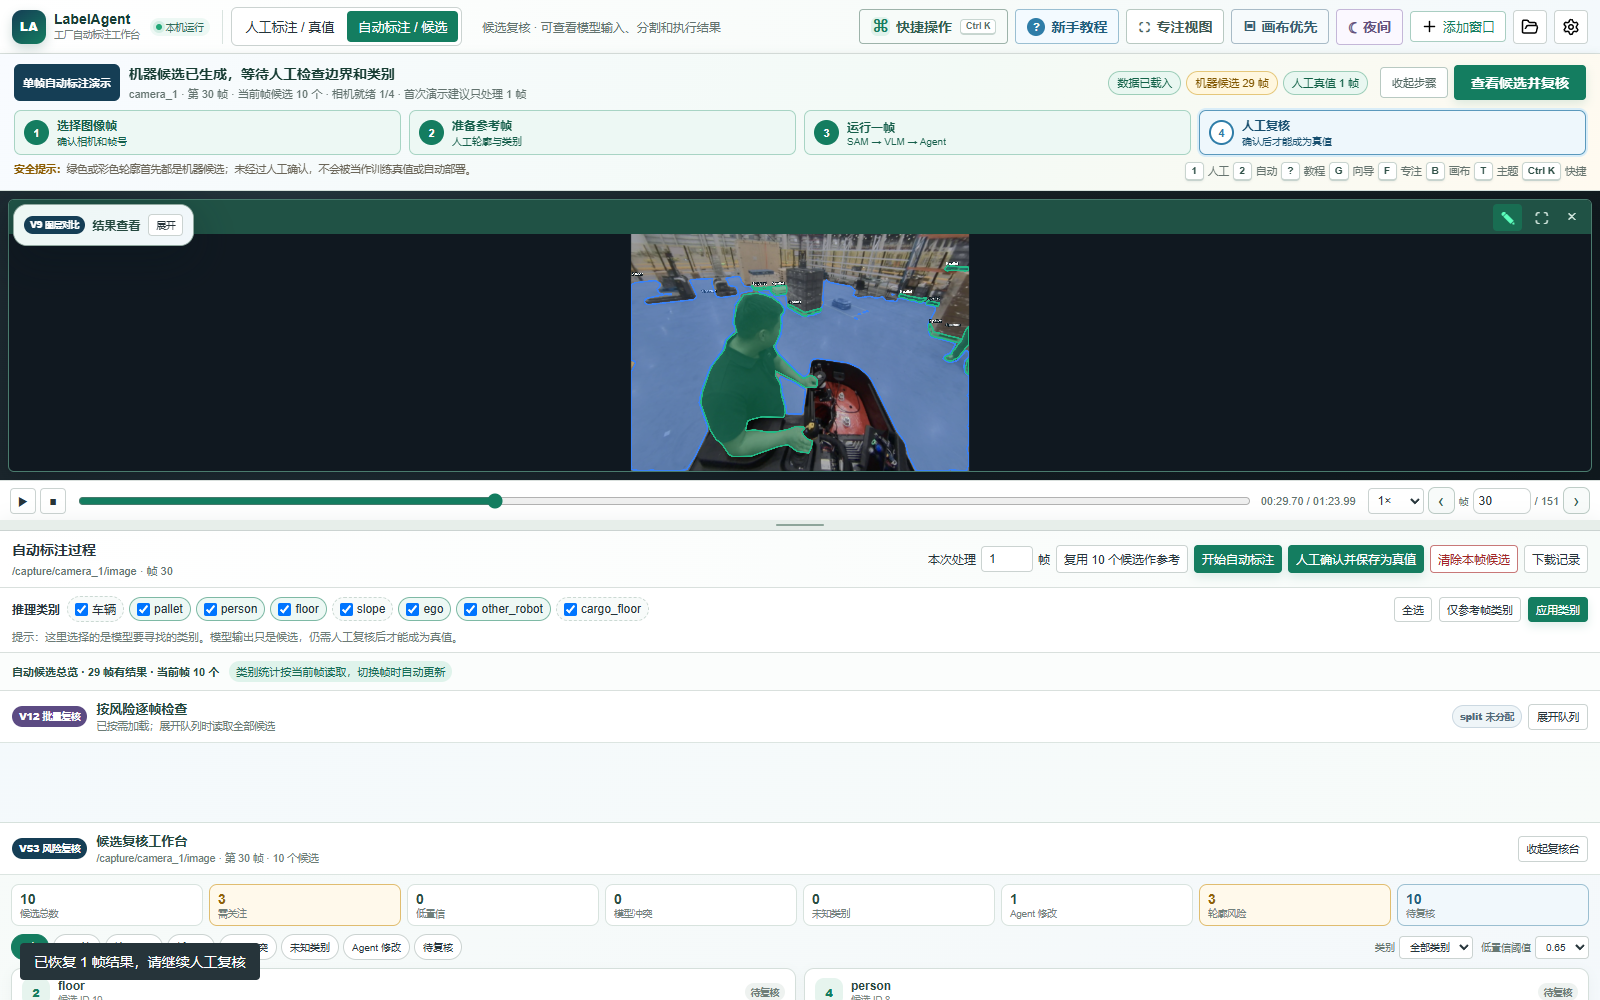 LA
LabelAgent
工厂自动标注工作台
本机运行
人工标注 / 真值
自动标注 / 候选
候选复核 · 可查看模型输入、分割和执行结果
快捷操作 Ctrl K
? 新手教程
专注视图
画布优先
夜间
添加窗口
单帧自动标注演示
机器候选已生成，等待人工检查边界和类别
camera_1 · 第 30 帧 · 当前帧候选 10 个 · 相机就绪 1/4 · 首次演示建议只处理 1 帧
数据已载入
机器候选 29 帧
人工真值 1 帧
收起步骤
查看候选并复核
1 选择图像帧
确认相机和帧号
2 准备参考帧
人工轮廓与类别
3 运行一帧
SAM → VLM → Agent
4 人工复核
确认后才能成为真值
安全提示：绿色或彩色轮廓首先都是机器候选；未经过人工确认，不会被当作训练真值或自动部署。
1 人工 2 自动 ? 教程 G 向导 F 专注 B 画布 T 主题 Ctrl K 快捷
V9 图层对比 结果查看 展开
00:29.70 / 01:23.99
1×
帧 30 / 151
自动标注过程
/capture/camera_1/image · 帧 30
本次处理 1 帧
复用 10 个候选作参考
开始自动标注
人工确认并保存为真值
清除本帧候选
下载记录
推理类别 车辆 pallet person floor slope ego other_robot cargo_floor
全选
仅参考帧类别
应用类别
提示：这里选择的是模型要寻找的类别。模型输出只是候选，仍需人工复核后才能成为真值。
自动候选总览 · 29 帧有结果 · 当前帧 10 个
类别统计按当前帧读取，切换帧时自动更新
V12 批量复核
按风险逐帧检查
已按需加载；展开队列时读取全部候选
split 未分配
展开队列
V53 风险复核
候选复核工作台
/capture/camera_1/image · 第 30 帧 · 10 个候选
收起复核台
10
候选总数
3
需关注
0
低置信
0
模型冲突
0
未知类别
1
Agent 修改
3
轮廓风险
10
待复核
突
未知类别
Agent 修改
待复核
类别 全部类别
低置信阈值 0.65
已恢复 1 帧结果，请继续人工复核
2 floor
待复核
4 person
待复核